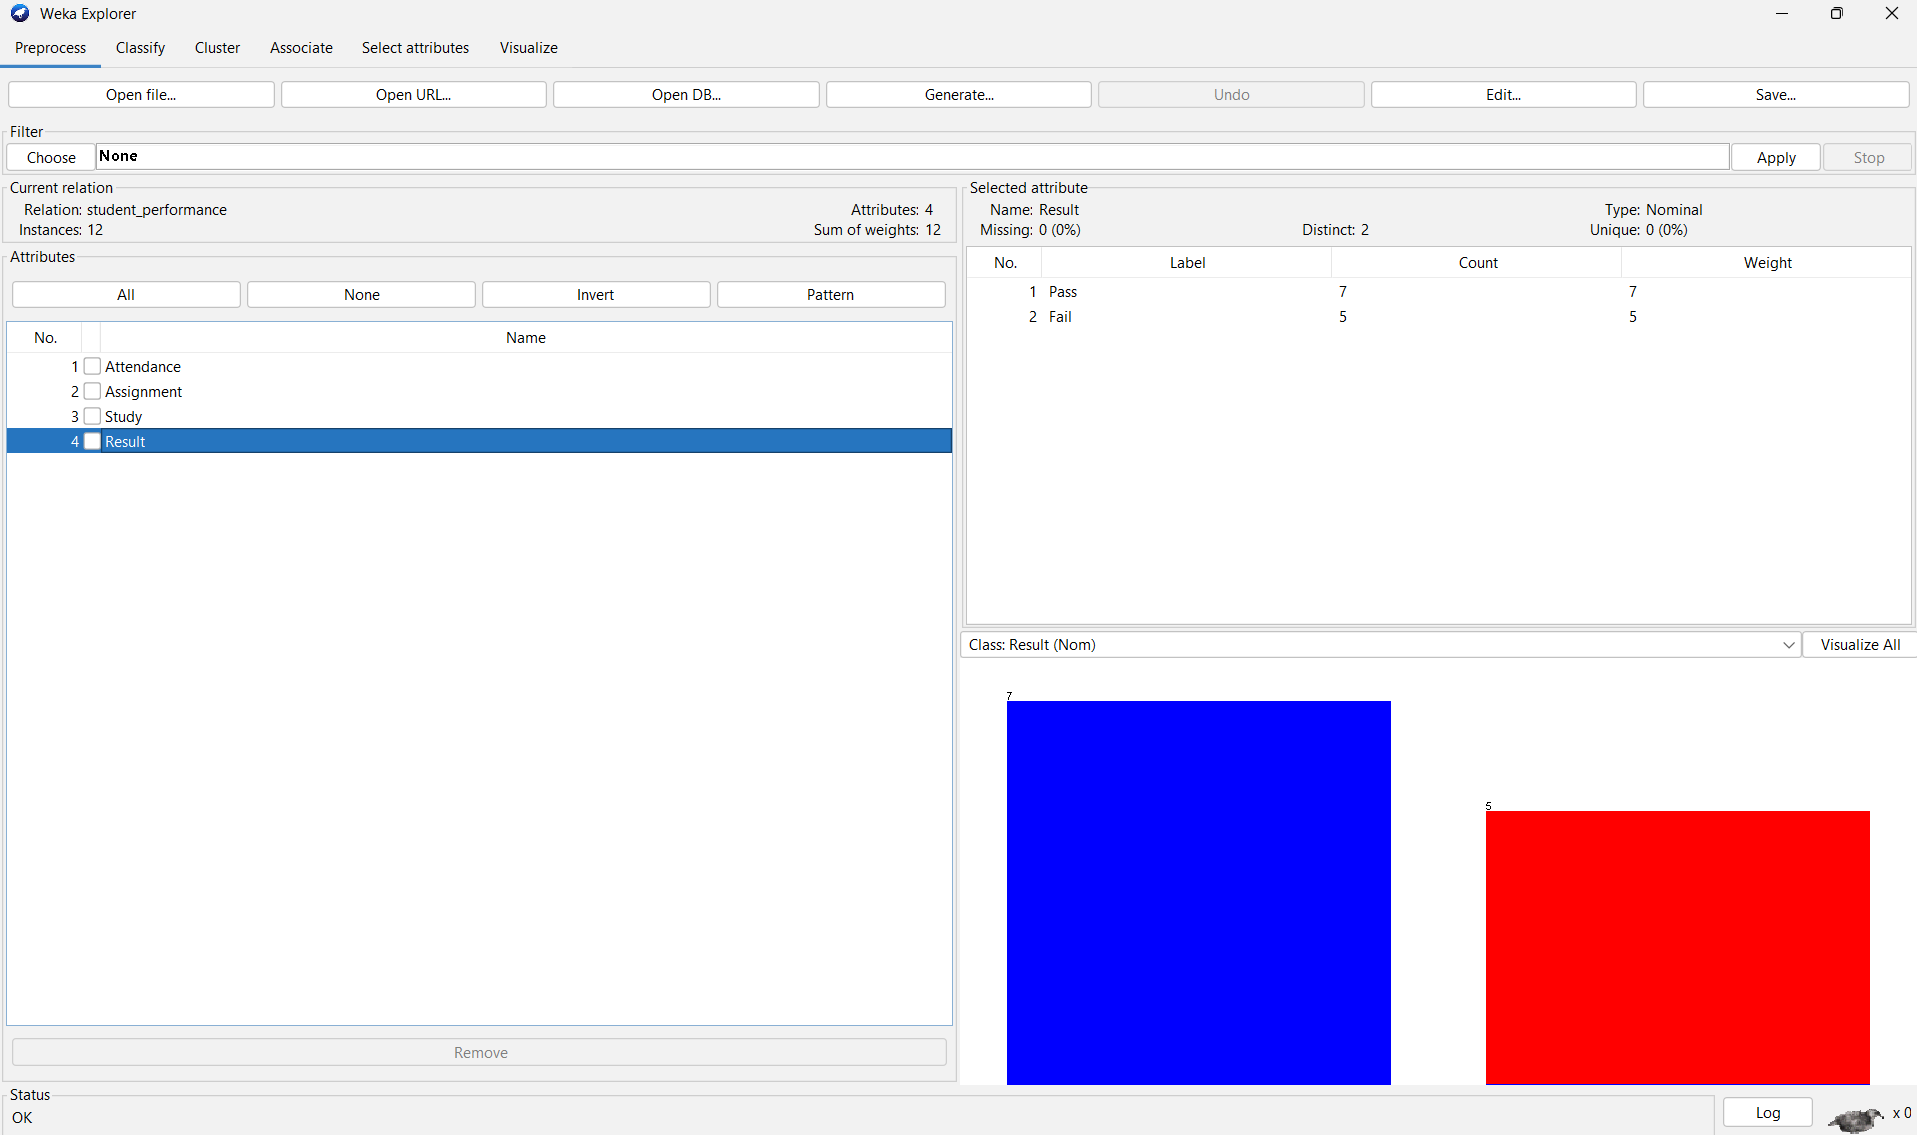 Weka Explorer
Preprocess Classify Cluster Associate Select attributes Visualize
Open file... Open URL... Open DB... Generate... Undo Edit... Save...
Filter
Choose None Apply Stop
Current relation
Relation: student_performance Attributes: 4
Instances: 12 Sum of weights: 12
Attributes
All None Invert Pattern
No. Name
1 Attendance
2 Assignment
3 Study
4 Result
Remove
Selected attribute
Name: Result Type: Nominal
Missing: 0 (0%) Distinct: 2 Unique: 0 (0%)
No. Label Count Weight
1 Pass 7 7
2 Fail 5 5
Class: Result (Nom) Visualize All
7
5
Status
OK
Log x 0